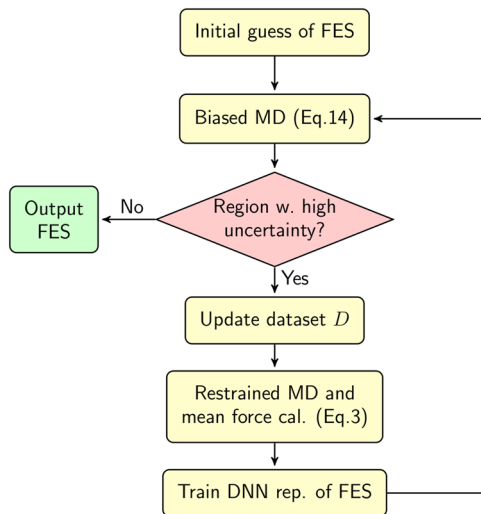 Initial guess of FES
Biased MD (Eq.14)
Region w. high
uncertainty?
No
Output
FES
Yes
Update dataset D
Restrained MD and
mean force cal. (Eq.3)
Train DNN rep. of FES